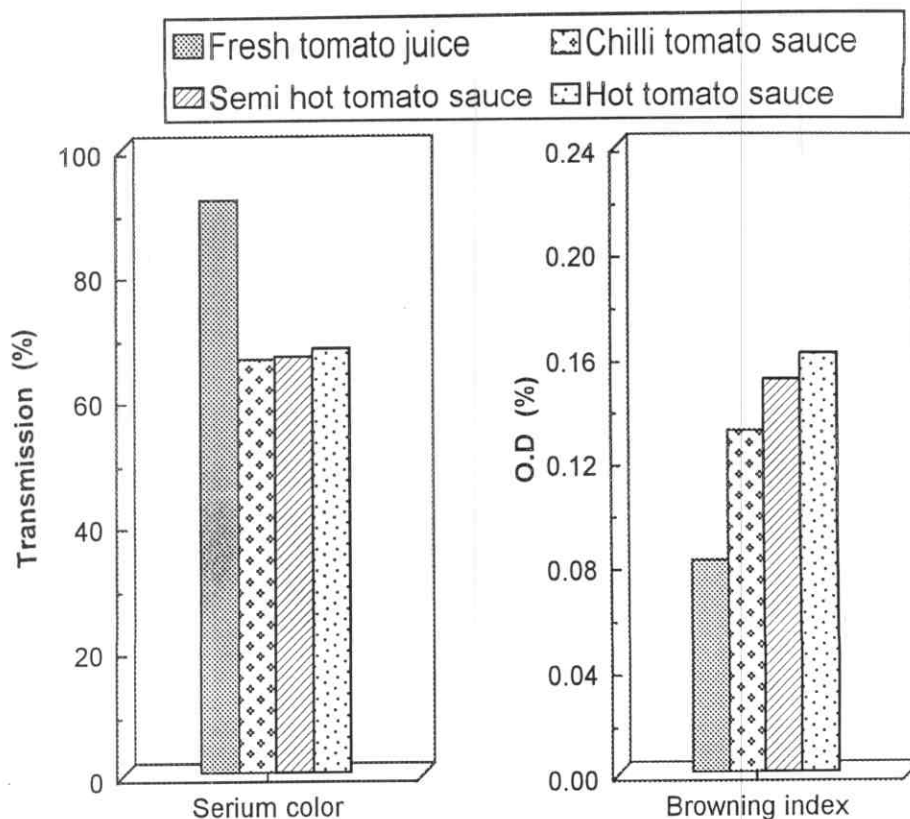 Fresh tomato juice Chilli tomato sauce
Semi hot tomato sauce Hot tomato sauce
Transmission (%)
100
80
60
40
20
0
Serium color
O.D (%)
0.24
0.20
0.16
0.12
0.08
0.04
0.00
Browning index